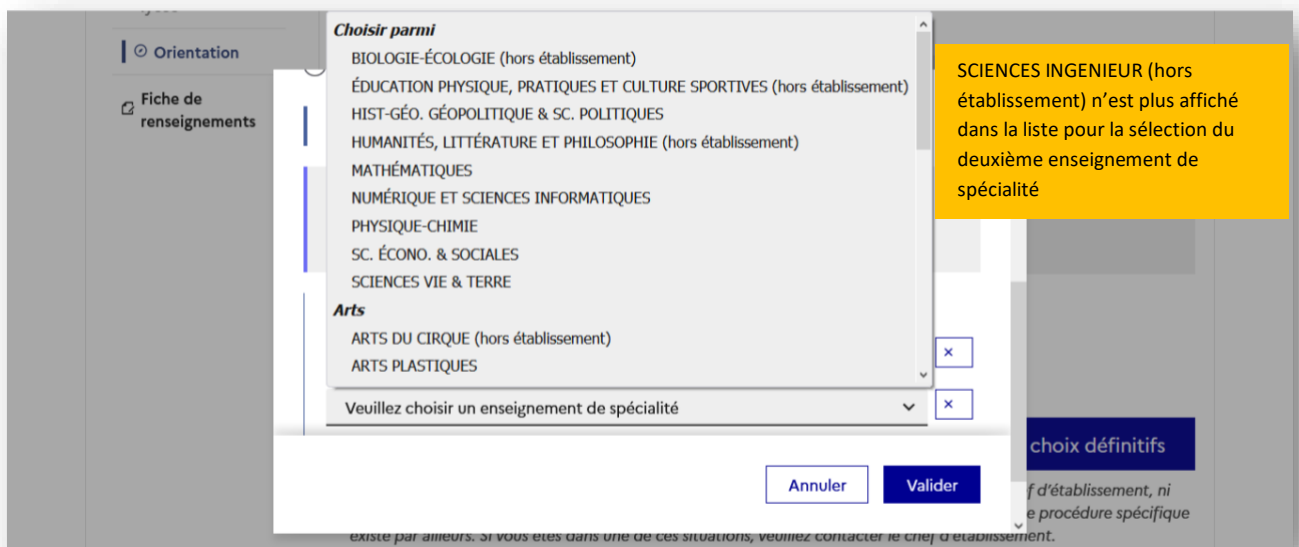 Orientation
Fiche de
renseignements
Choisir parmi
BIOLOGIE-ÉCOLOGIE (hors établissement)
ÉDUCATION PHYSIQUE, PRATIQUES ET CULTURE SPORTIVES (hors établissement)
HIST-GÉO. GÉOPOLITIQUE & SC. POLITIQUES
HUMANITÉS, LITTÉRATURE ET PHILOSOPHIE (hors établissement)
MATHÉMATIQUES
NUMÉRIQUE ET SCIENCES INFORMATIQUES
PHYSIQUE-CHIMIE
SC. ÉCONO. & SOCIALES
SCIENCES VIE & TERRE
Arts
ARTS DU CIRQUE (hors établissement)
ARTS PLASTIQUES
Veuillez choisir un enseignement de spécialité
SCIENCES INGENIEUR (hors
établissement) n’est plus affiché
dans la liste pour la sélection du
deuxième enseignement de
spécialité
Annuler
Valider
choix définitifs
f d'établissement, ni
e procédure spécifique
existe par ailleurs. Si vous êtes dans une de ces situations, veuillez contacter le chef d'établissement.